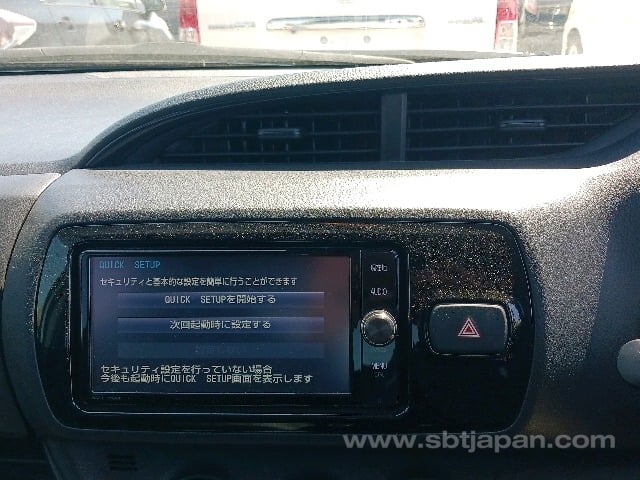 QUICK SETUP
セキュリティと基本的な設定を簡単に行うことができます
QUICK SETUPを開始する
次回起動時に設定する
セキュリティ設定を行っていない場合
今後も起動時にQUICK SETUP画面を表示します
AUDIO
MENU
www.sbtjapan.com